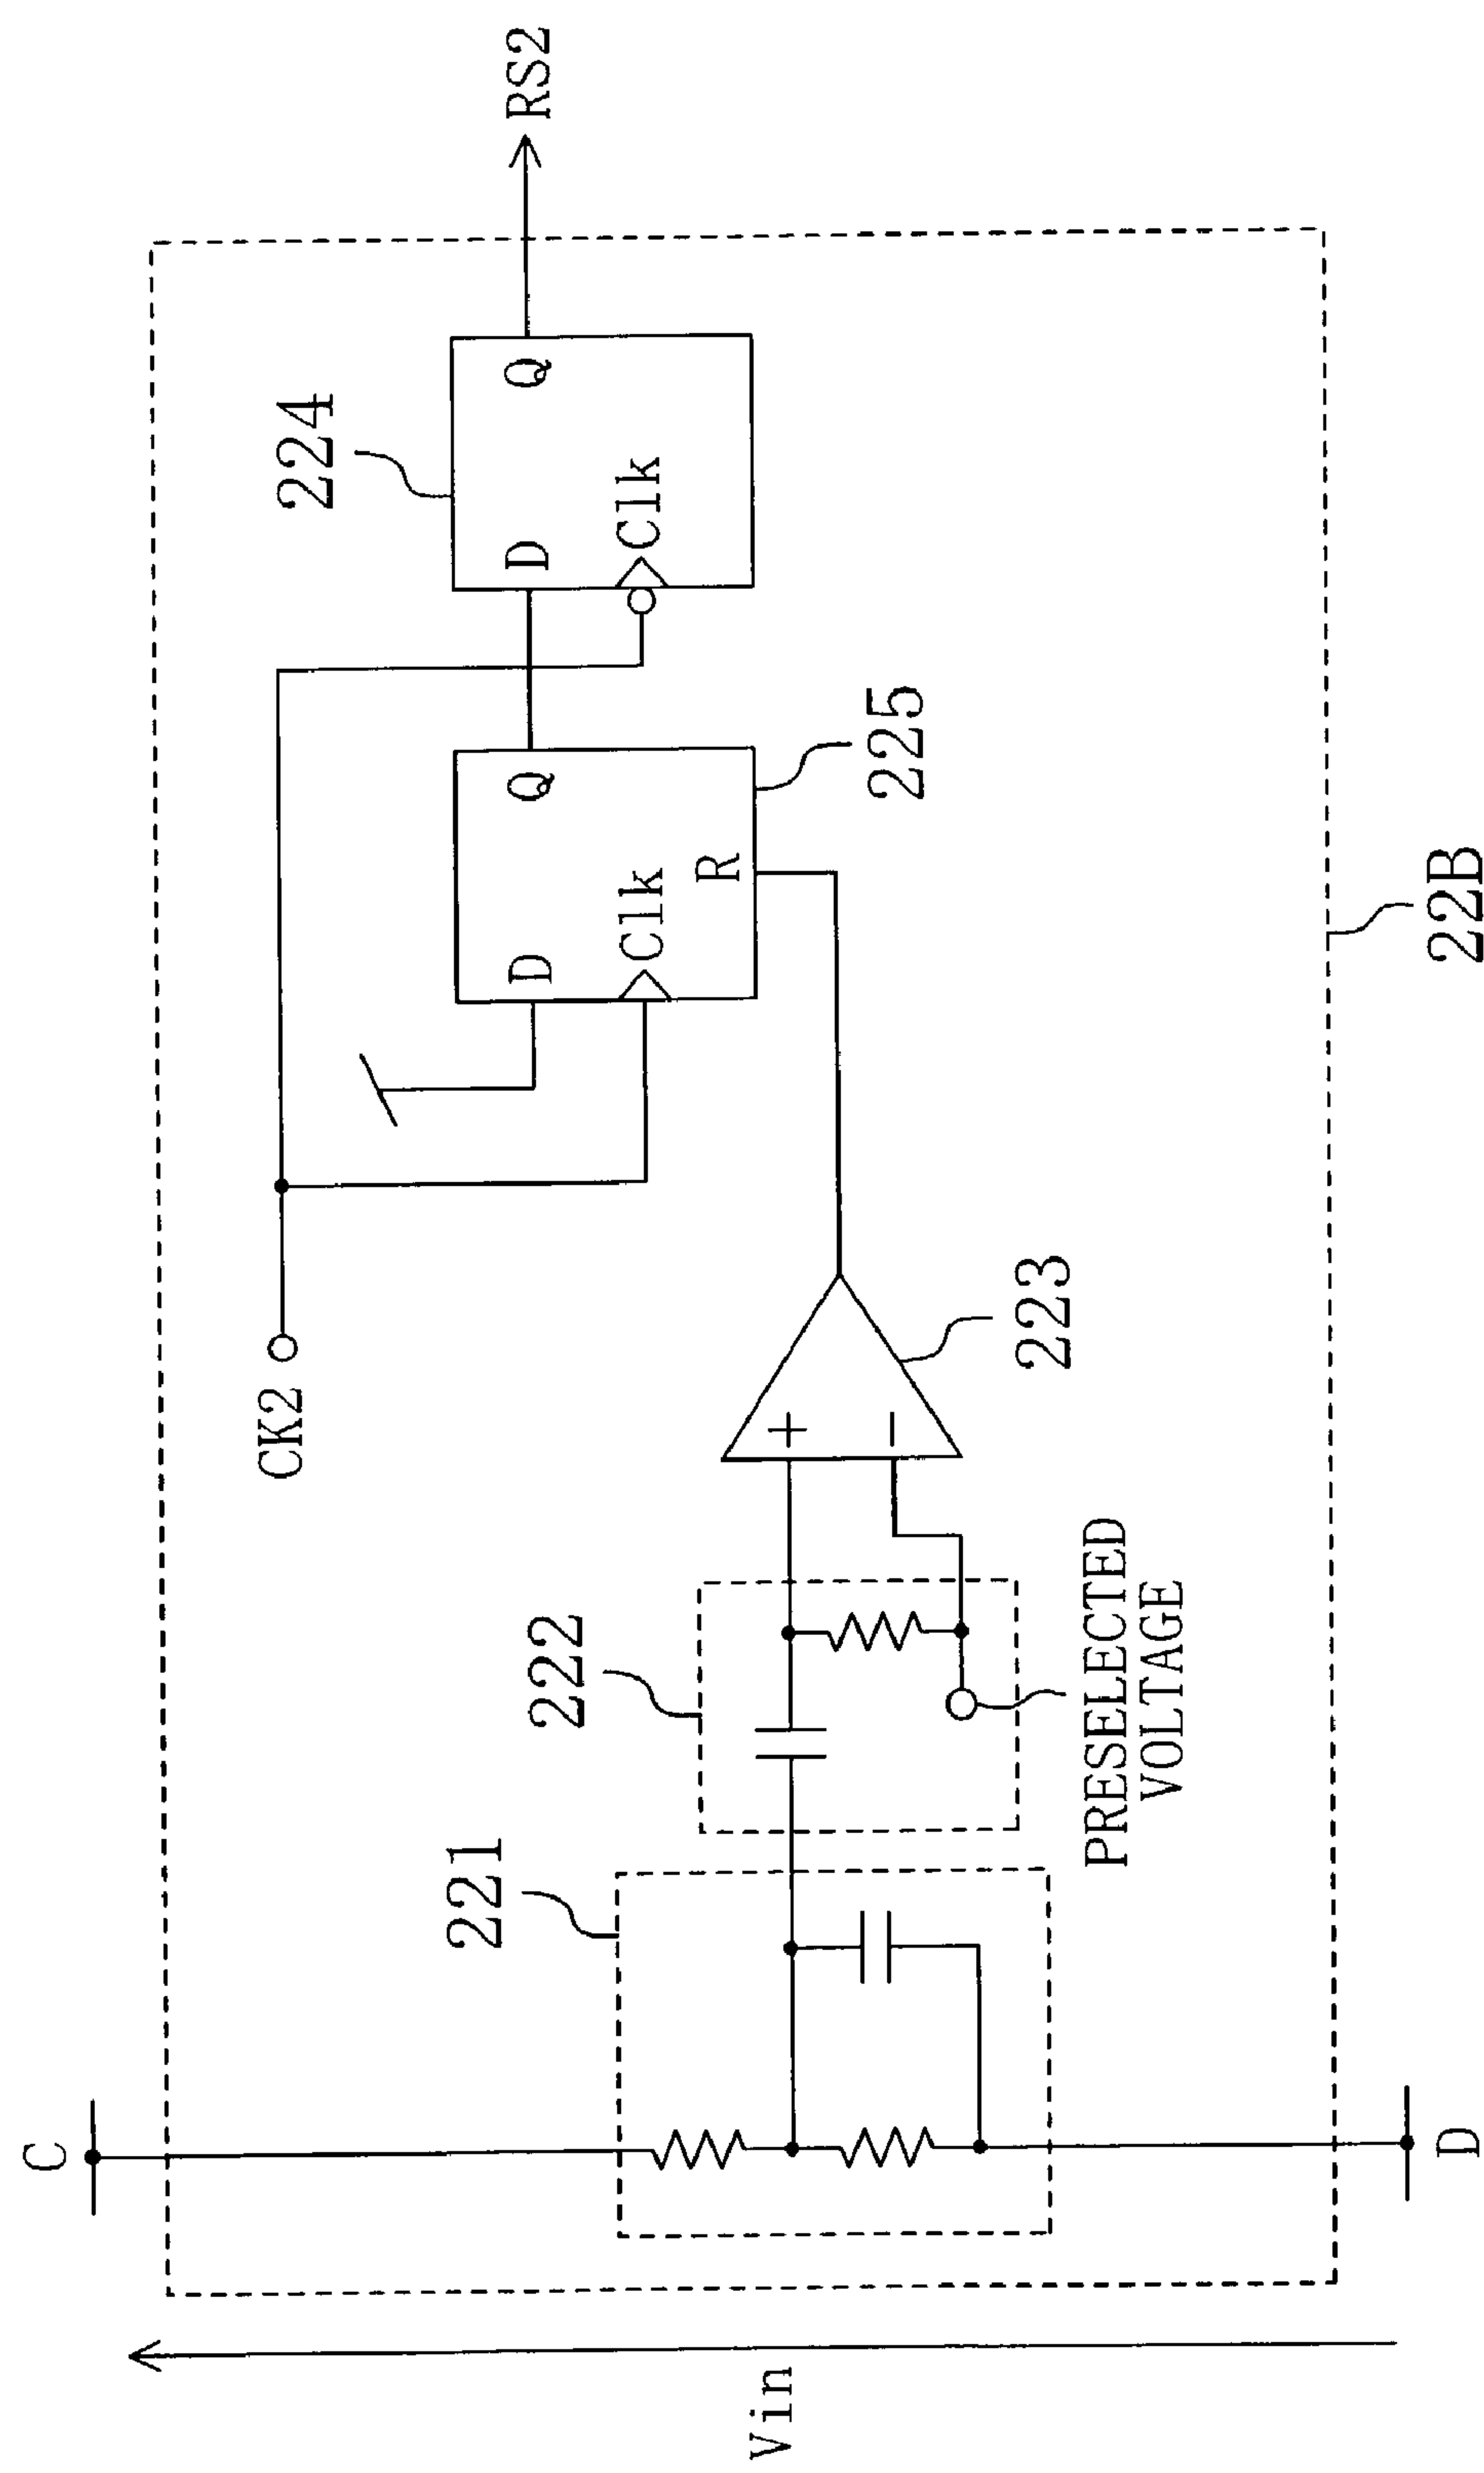 C
Vin
D
22B
221
222
PRESELECTED
VOLTAGE
223
+
−
CK2
D
Q
Clk
R
225
D
Q
Clk
224
RS2